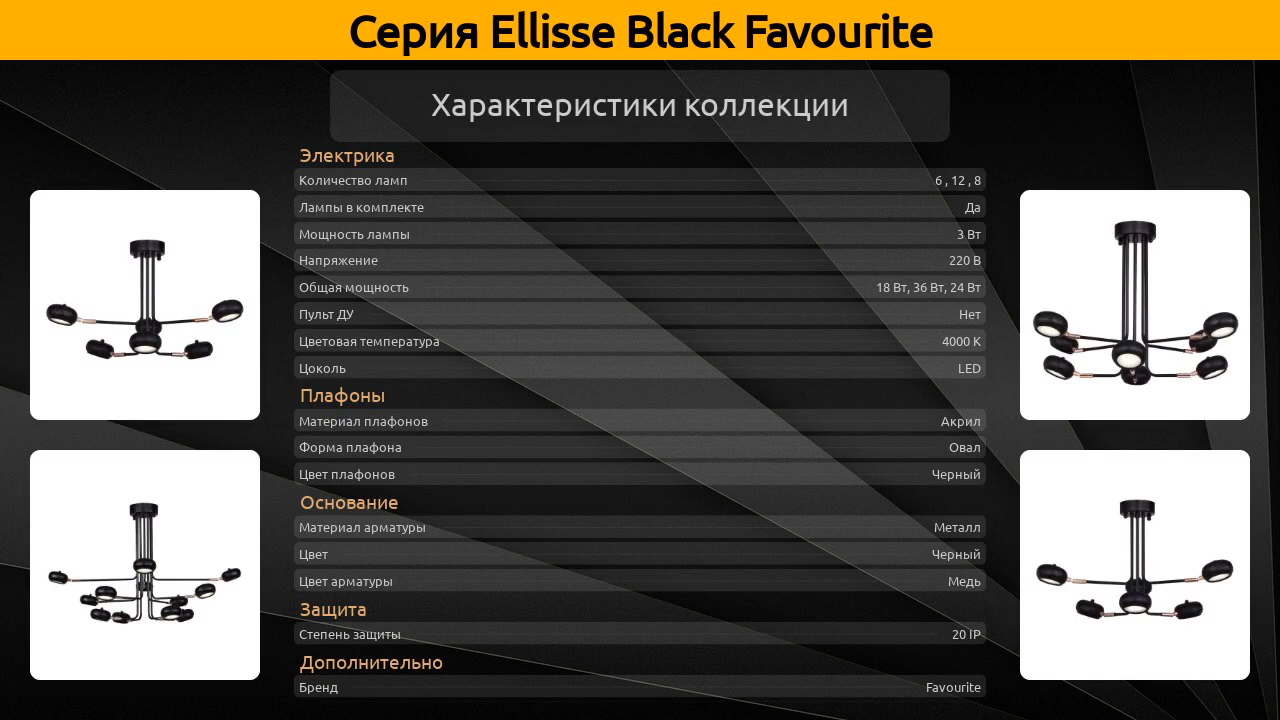 Серия Ellisse Black Favourite
Характеристики коллекции
Электрика
Количество ламп 6 , 12 , 8
Лампы в комплекте Да
Мощность лампы 3 Вт
Напряжение 220 В
Общая мощность 18 Вт, 36 Вт, 24 Вт
Пульт ДУ Нет
Цветовая температура 4000 K
Цоколь LED
Плафоны
Материал плафонов Акрил
Форма плафона Овал
Цвет плафонов Черный
Основание
Материал арматуры Металл
Цвет Черный
Цвет арматуры Медь
Защита
Степень защиты 20 IP
Дополнительно
Бренд Favourite